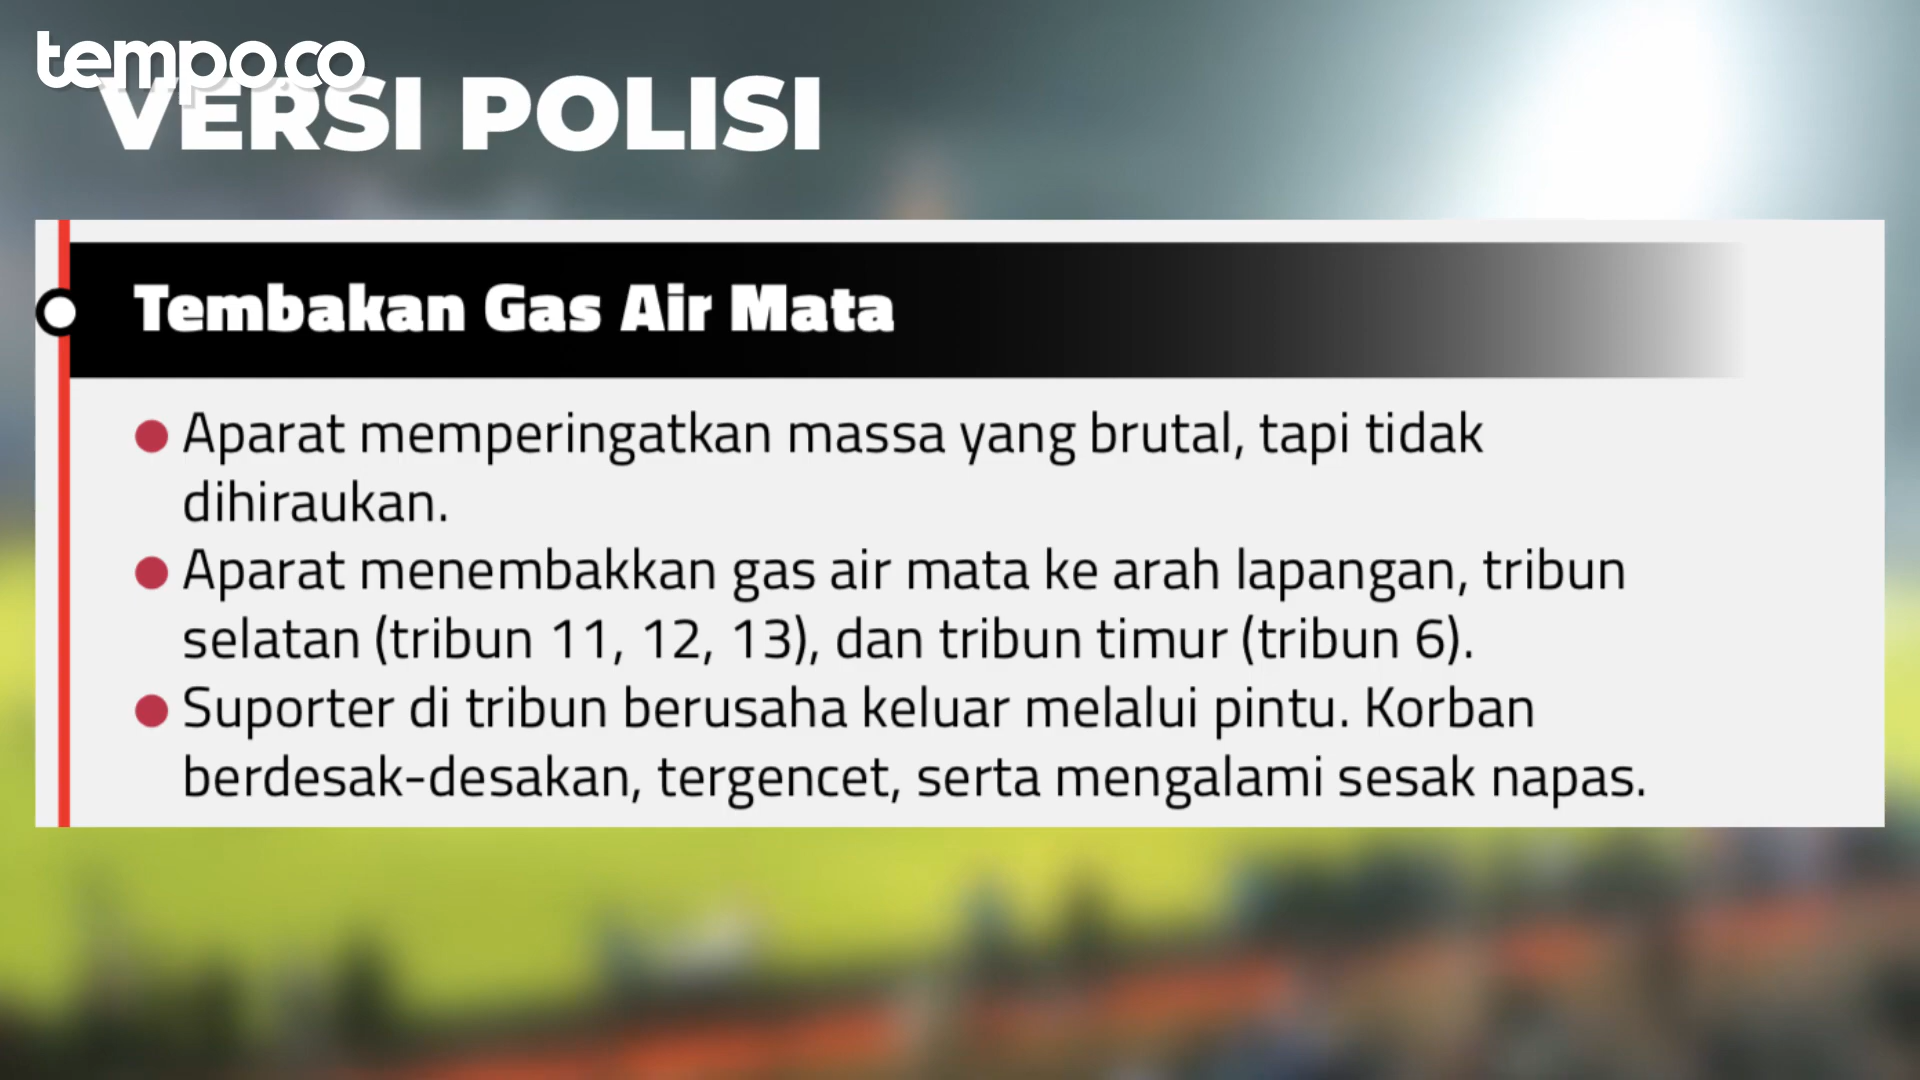 tempo.co
VERSI POLISI
Tembakan Gas Air Mata
Aparat memperingatkan massa yang brutal, tapi tidak
dihiraukan.
Aparat menembakkan gas air mata ke arah lapangan, tribun
selatan (tribun 11, 12, 13), dan tribun timur (tribun 6).
Suporter di tribun berusaha keluar melalui pintu. Korban
berdesak-desakan, tergencet, serta mengalami sesak napas.